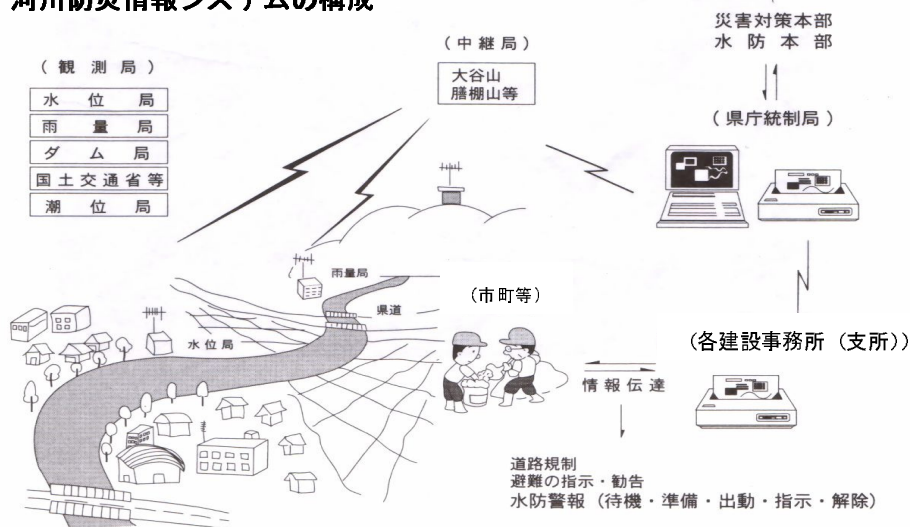 河川防災情報システムの構成
災害対策本部
水防本部
(中継局)
大谷山
膳棚山等
(観測局)
水位局
雨量局
ダム局
国土交通省等
潮位局
(県庁統制局)
雨量局
県道
水位局
(市町等)
(各建設事務所(支所))
情報伝達
道路規制
避難の指示・勧告
水防警報(待機・準備・出動・指示・解除)